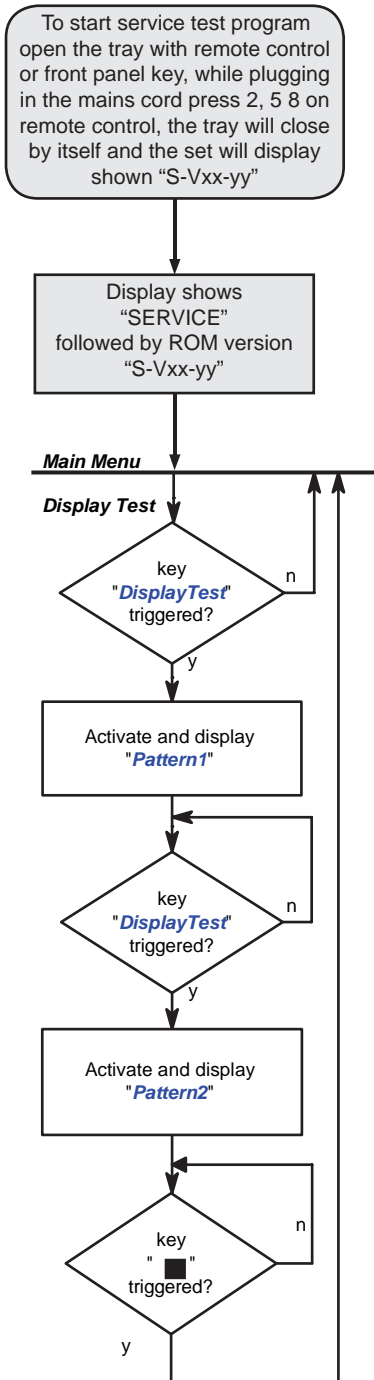 To start service test program
open the tray with remote control
or front panel key, while plugging
in the mains cord press 2, 5 8 on
remote control, the tray will close
by itself and the set will display
shown “S-Vxx-yy”
Display shows
“SERVICE”
followed by ROM version
“S-Vxx-yy”
Main Menu
Display Test
key
"DisplayTest"
triggered?
n
y
Activate and display
"Pattern1"
key
"DisplayTest"
triggered?
n
y
Activate and display
"Pattern2"
key
" ■ "
triggered?
n
y